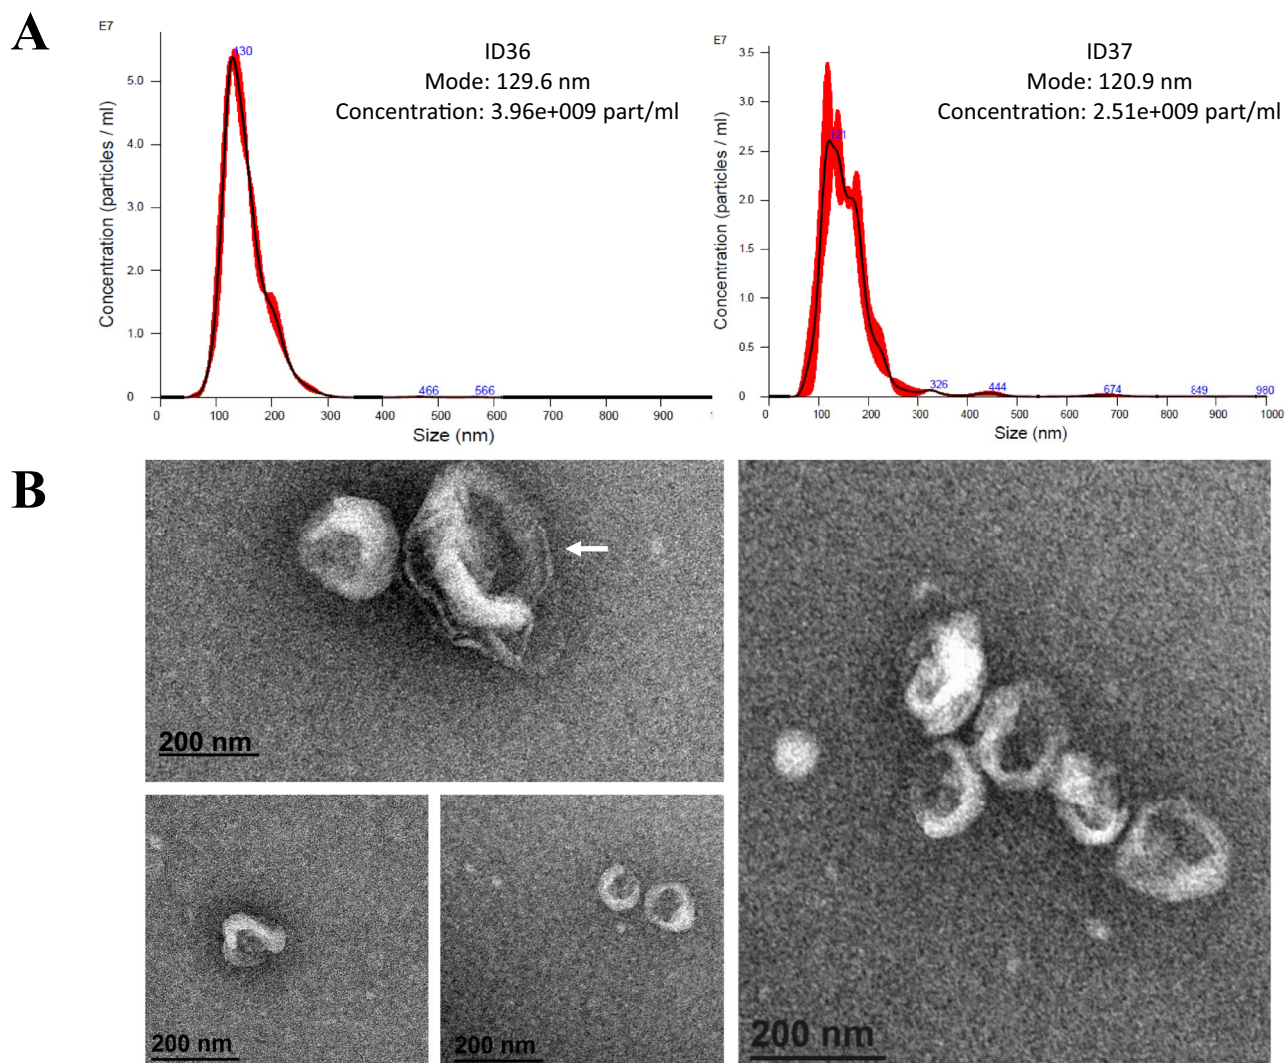 A
E7
ID36
Mode: 129.6 nm
Concentration: 3.96e+009 part/ml
130
5.0
4.0
3.0
2.0
1.0
0
Concentration (particles / ml)
466 566
0 100 200 300 400 500 600 700 800 900 1
Size (nm)
E7
ID37
Mode: 120.9 nm
Concentration: 2.51e+009 part/ml
121
3.5
3.0
2.5
2.0
1.5
1.0
0.5
0
Concentration (particles / ml)
326 444 674 849 980
0 100 200 300 400 500 600 700 800 900 1000
Size (nm)
B
200 nm
200 nm
200 nm
200 nm